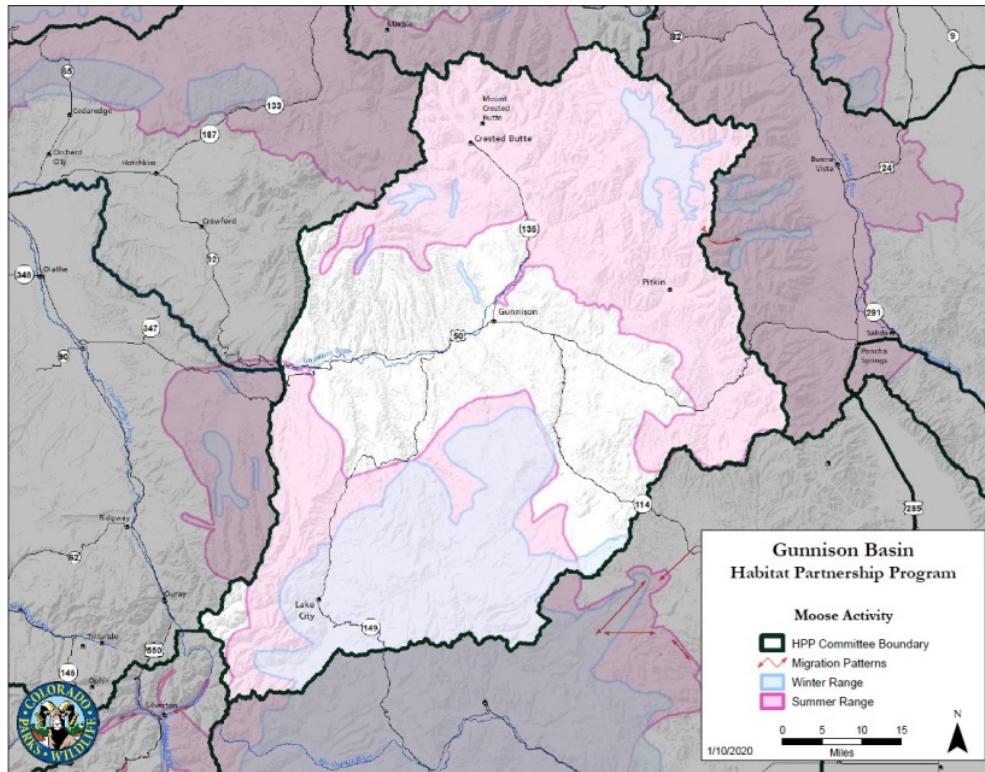 Marble
82
9
65
Cedaredge
133
Mount
Crested
Butte
Crested Butte
187
Orchard
City
Hotchkiss
Buena
Vista
24
Crawford
92
135
348
Olathe
Pitkin
291
347
Gunnison
Salida
50
Poncha
Springs
90
Gunnison River
114
285
Ridgway
62
Lake
City
Ouray
149
Telluride
550
145
Ophir
Silverton
COLORADO
PARKS
WILDLIFE
Gunnison Basin
Habitat Partnership Program
Moose Activity
HPP Committee Boundary
Migration Patterns
Winter Range
Summer Range
N
0 5 10 15
Miles
1/10/2020